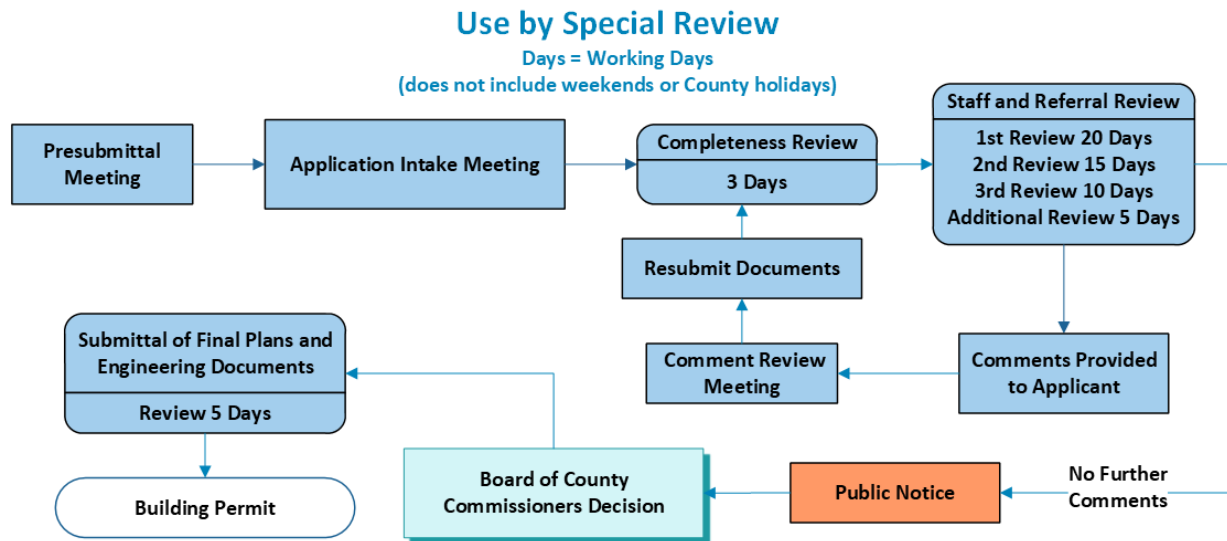 Use by Special Review
Days = Working Days
(does not include weekends or County holidays)
Presubmittal
Meeting
Application Intake Meeting
Completeness Review
3 Days
Staff and Referral Review
1st Review 20 Days
2nd Review 15 Days
3rd Review 10 Days
Additional Review 5 Days
Resubmit Documents
Comment Review
Meeting
Comments Provided
to Applicant
Submittal of Final Plans and
Engineering Documents
Review 5 Days
Building Permit
Board of County
Commissioners Decision
Public Notice
No Further
Comments